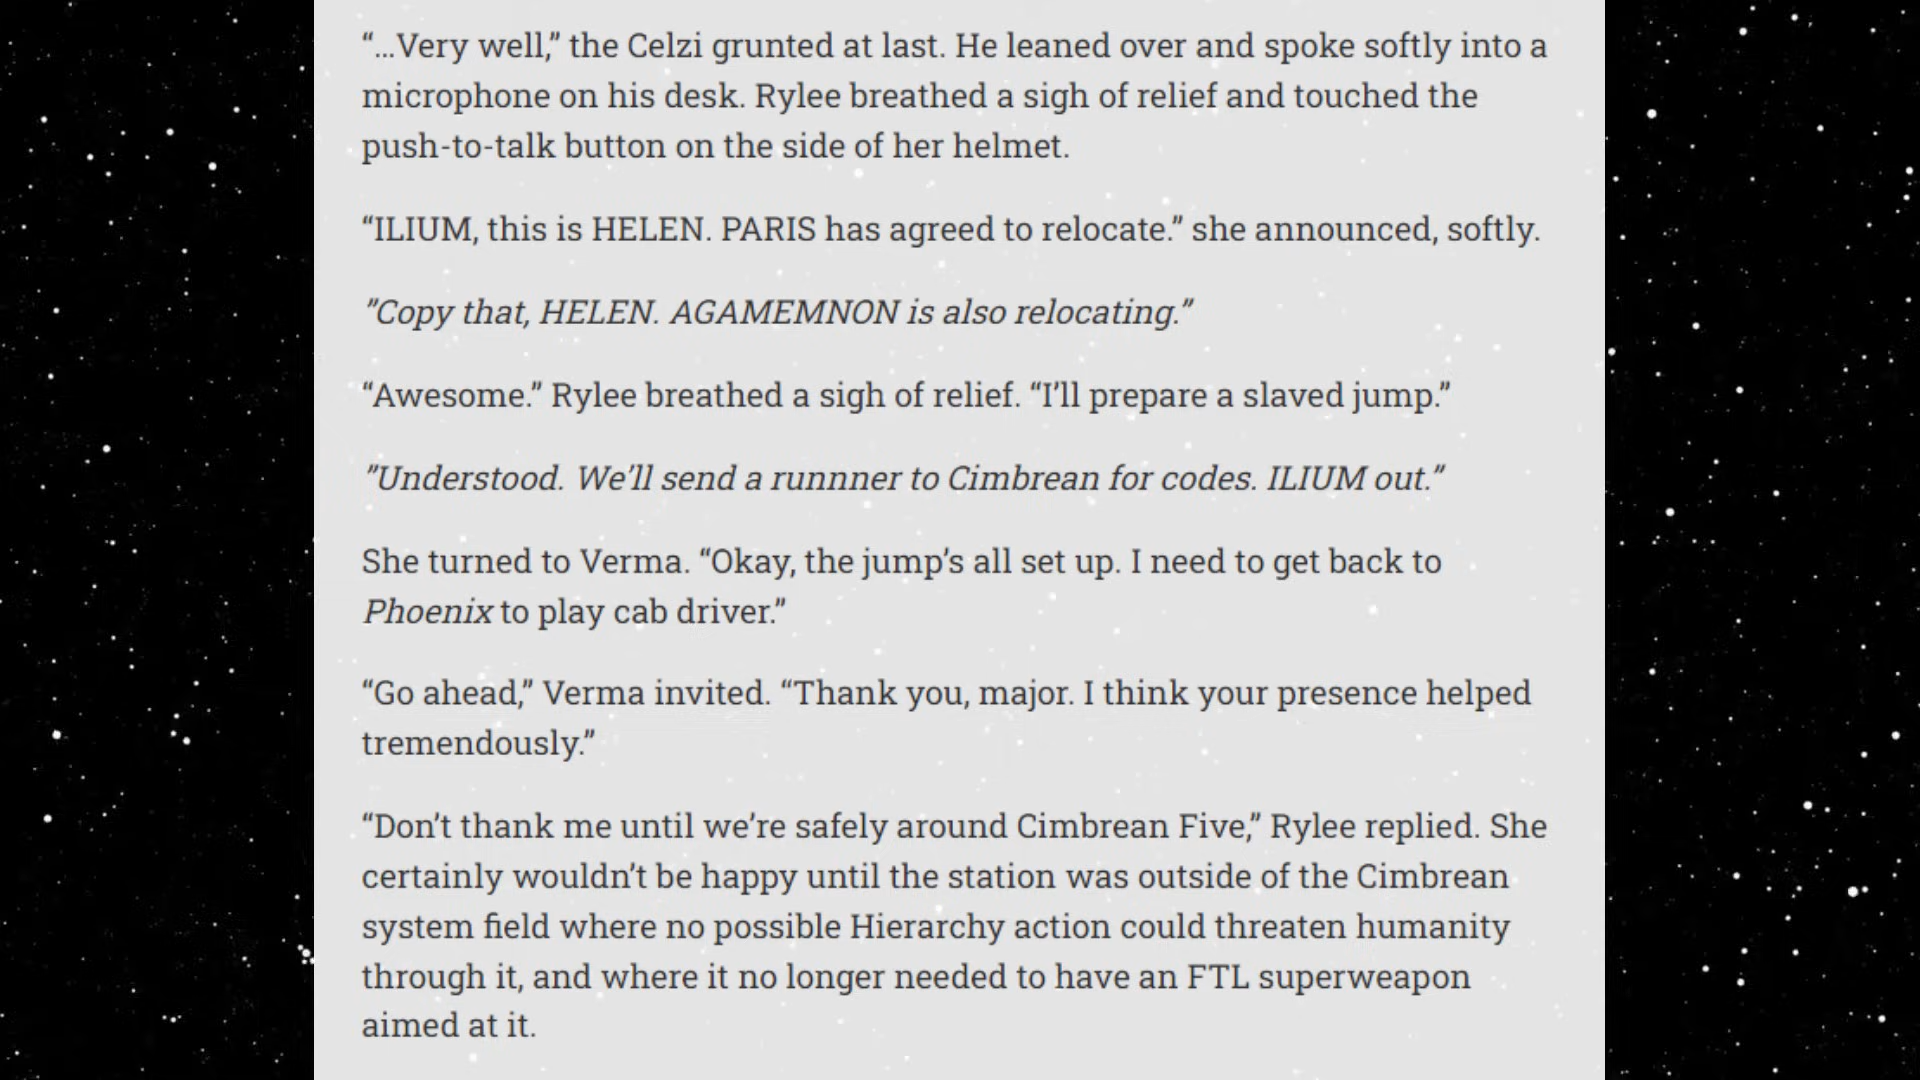 “…Very well,” the Celzi grunted at last. He leaned over and spoke softly into a
microphone on his desk. Rylee breathed a sigh of relief and touched the
push-to-talk button on the side of her helmet.
“ILIUM, this is HELEN. PARIS has agreed to relocate.” she announced, softly.
”Copy that, HELEN. AGAMEMNON is also relocating.”
“Awesome.” Rylee breathed a sigh of relief. “I’ll prepare a slaved jump.”
”Understood. We’ll send a runnner to Cimbrean for codes. ILIUM out.”
She turned to Verma. “Okay, the jump’s all set up. I need to get back to
Phoenix to play cab driver.”
“Go ahead,” Verma invited. “Thank you, major. I think your presence helped
tremendously.”
“Don’t thank me until we’re safely around Cimbrean Five,” Rylee replied. She
certainly wouldn’t be happy until the station was outside of the Cimbrean
system field where no possible Hierarchy action could threaten humanity
through it, and where it no longer needed to have an FTL superweapon
aimed at it.